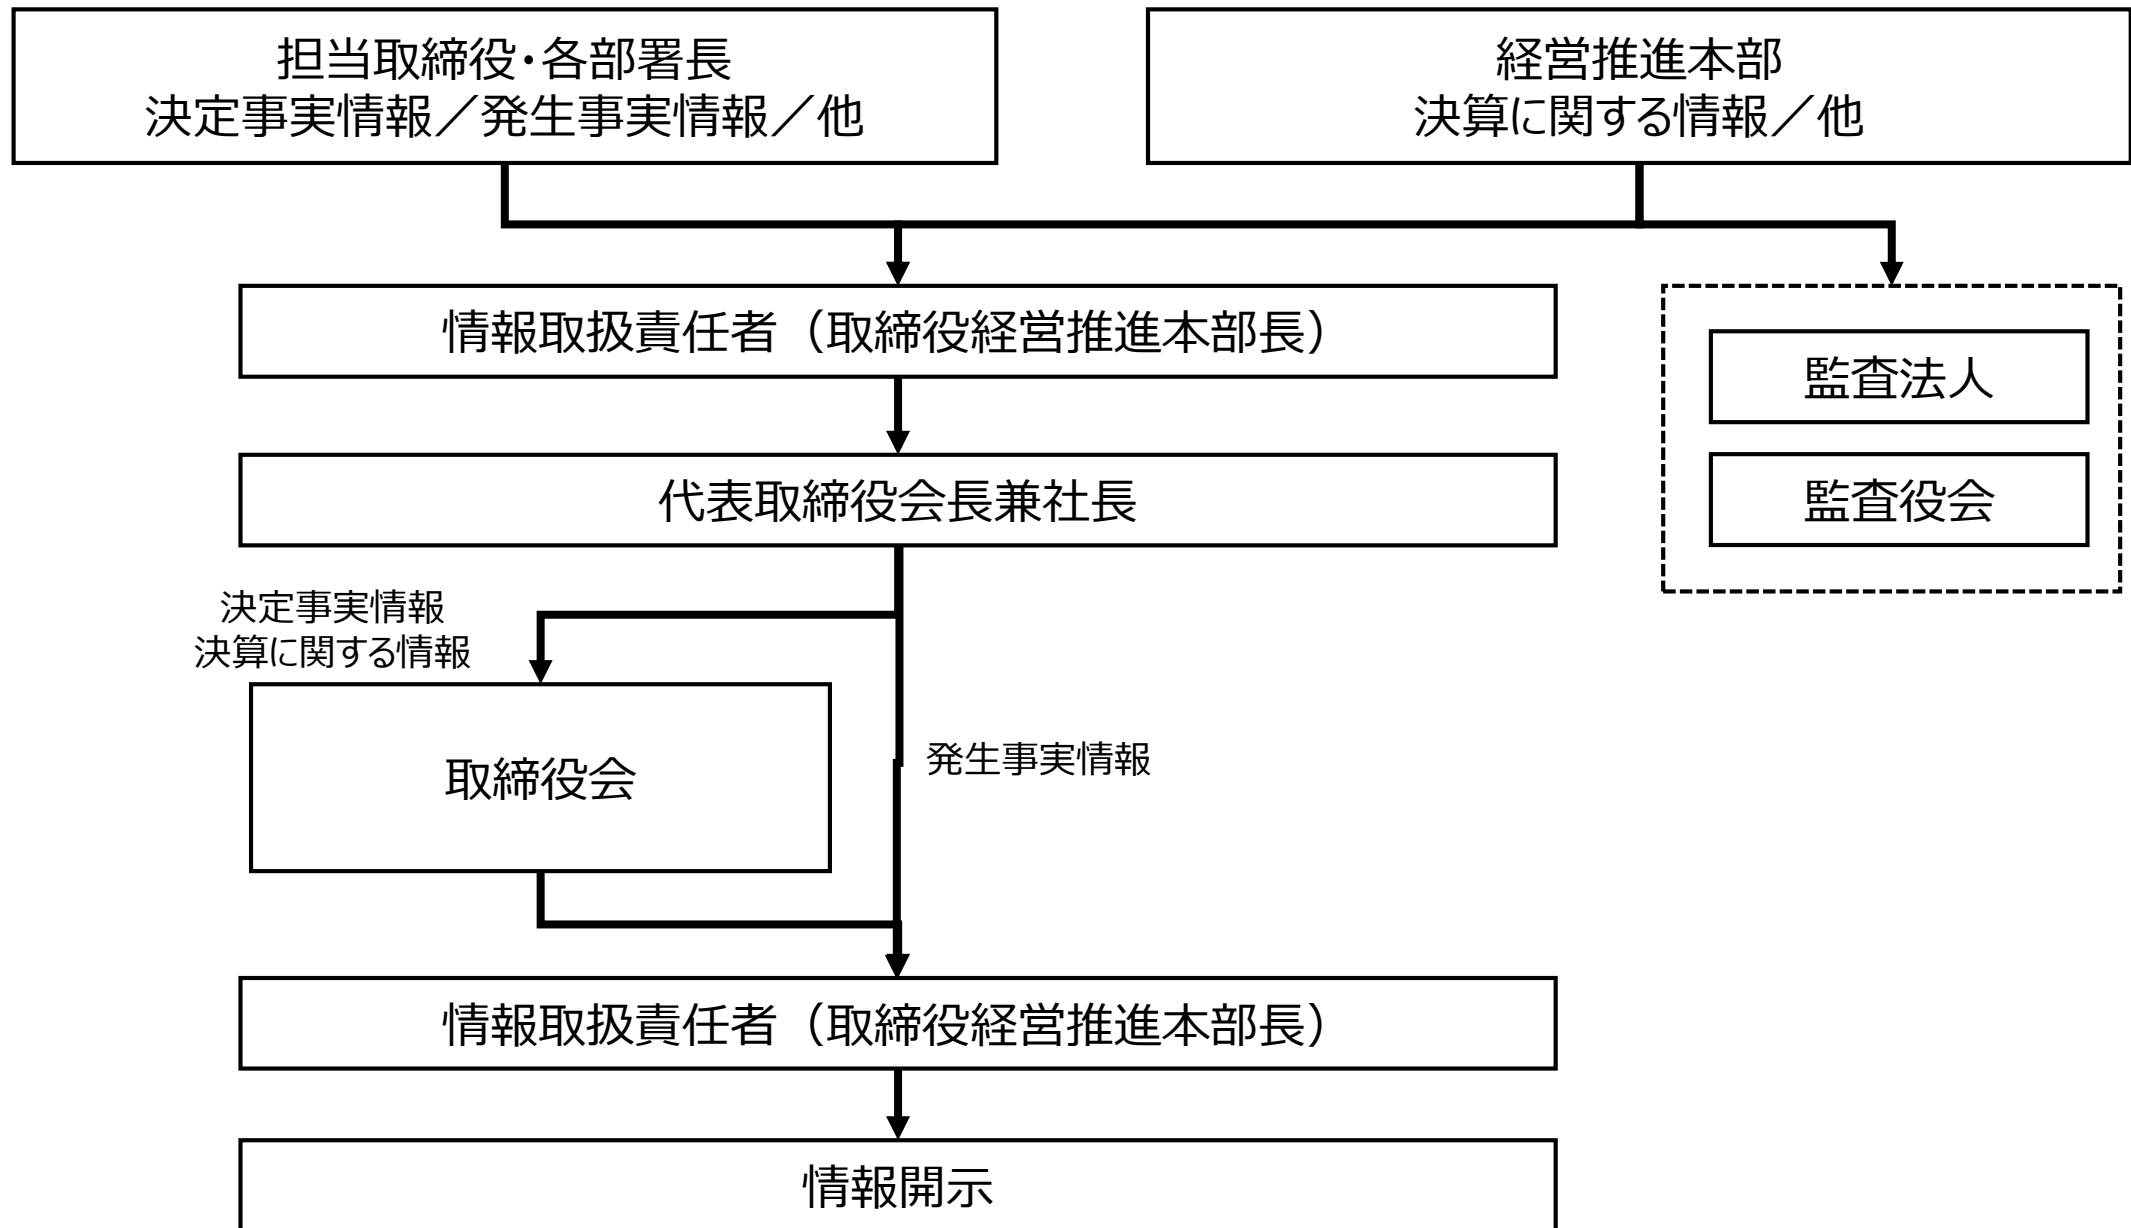 担当取締役・各部署長
決定事実情報／発生事実情報／他
経営推進本部
決算に関する情報／他
情報取扱責任者（取締役経営推進本部長）
監査法人
代表取締役会長兼社長
監査役会
決定事実情報
決算に関する情報
取締役会
発生事実情報
情報取扱責任者（取締役経営推進本部長）
情報開示